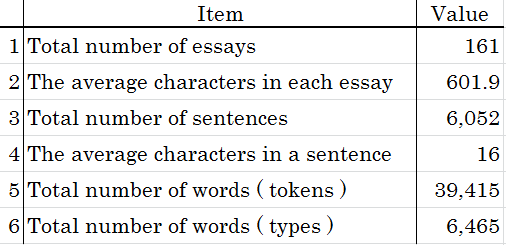 Item Value
1 Total number of essays 161
2 The average characters in each essay 601.9
3 Total number of sentences 6,052
4 The average characters in a sentence 16
5 Total number of words ( tokens ) 39,415
6 Total number of words ( types ) 6,465